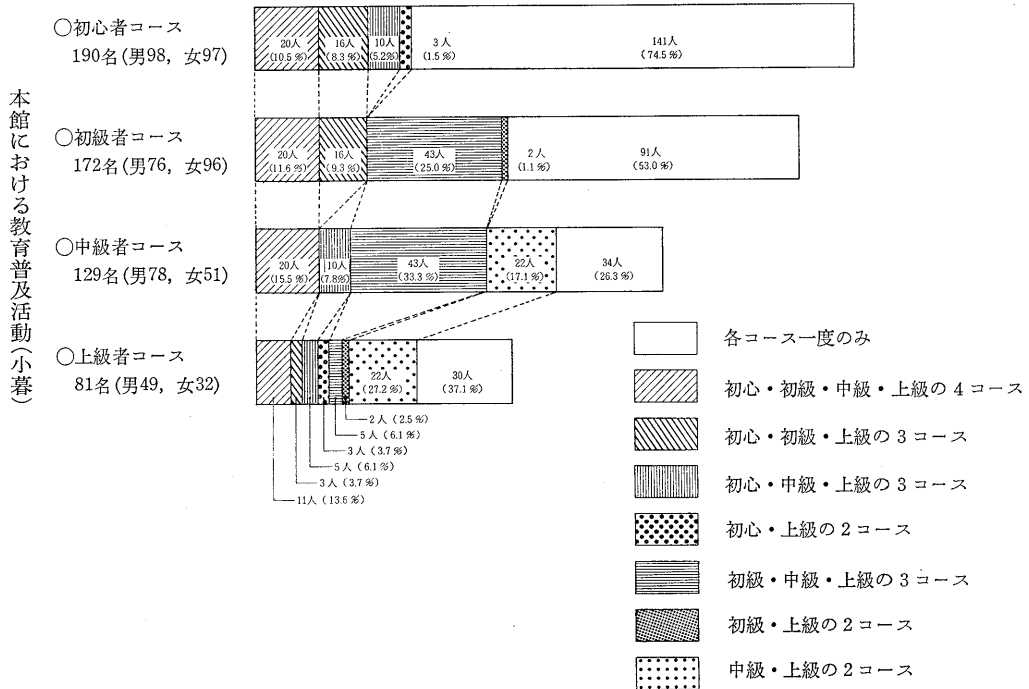 本館における教育普及活動(小暮)
○初心者コース
190名(男98, 女97)
20人
(10.5%)
16人
(8.3%)
10人
(5.2%)
3人
(1.5%)
141人
(74.5%)
○初級者コース
172名(男76, 女96)
20人
(11.6%)
16人
(9.3%)
43人
(25.0%)
2人
(1.1%)
91人
(53.0%)
○中級者コース
129名(男78, 女51)
20人
(15.5%)
10人
(7.8%)
43人
(33.3%)
22人
(17.1%)
34人
(26.3%)
○上級者コース
81名(男49, 女32)
22人
(27.2%)
30人
(37.1%)
2人(2.5%)
5人(6.1%)
3人(3.7%)
5人(6.1%)
3人(3.7%)
11人(13.6%)
各コース一度のみ
初心・初級・中級・上級の4コース
初心・初級・上級の3コース
初心・中級・上級の3コース
初心・上級の2コース
初級・中級・上級の3コース
初級・上級の2コース
中級・上級の2コース